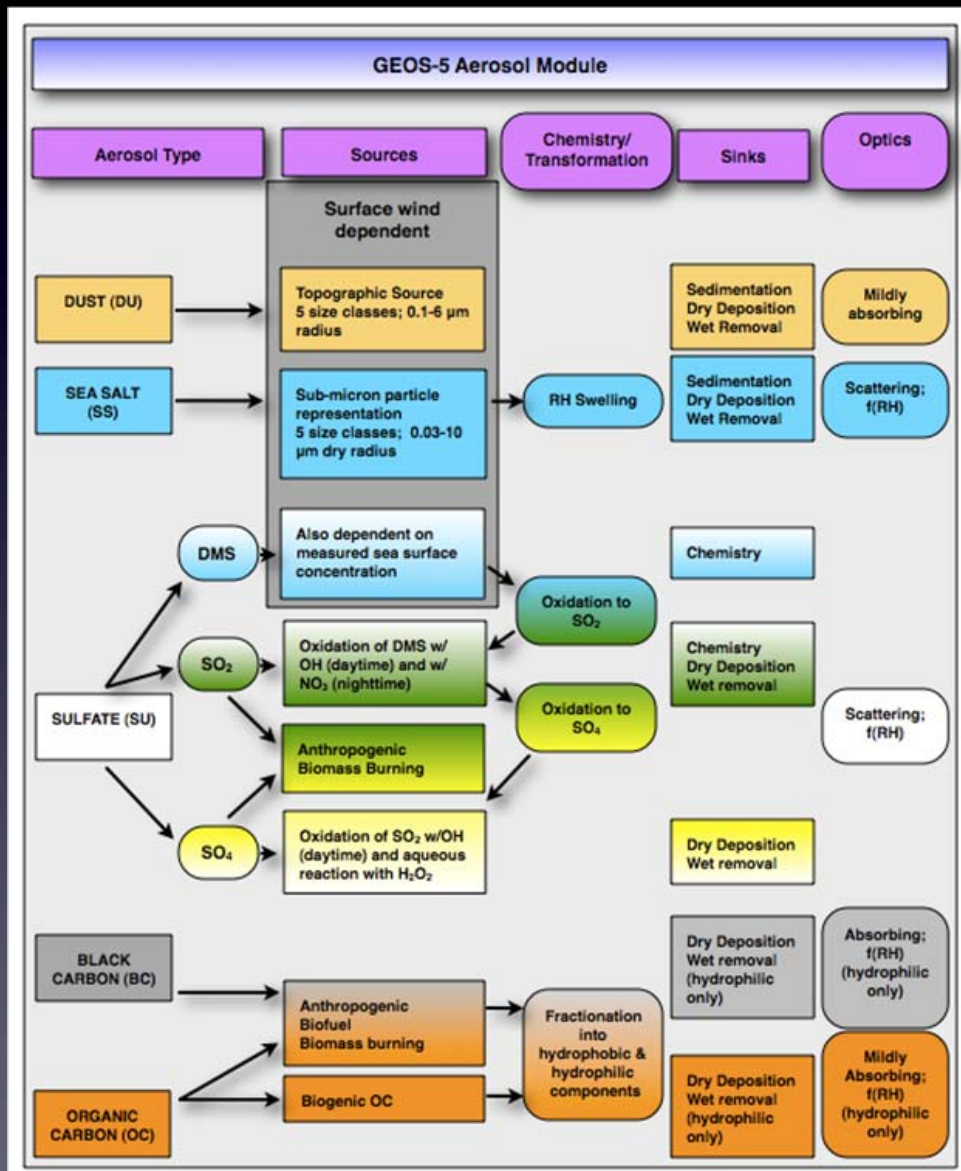 GEOS-5 Aerosol Module
Aerosol Type
Sources
Chemistry/
Transformation
Sinks
Optics
Surface wind
dependent
DUST (DU)
Topographic Source
5 size classes; 0.1-6 µm
radius
Sedimentation
Dry Deposition
Wet Removal
Mildly
absorbing
SEA SALT
(SS)
Sub-micron particle
representation
5 size classes; 0.03-10
µm dry radius
RH Swelling
Sedimentation
Dry Deposition
Wet Removal
Scattering;
f(RH)
DMS
Also dependent on
measured sea surface
concentration
Chemistry
Oxidation to
SO₂
SO₂
Oxidation of DMS w/
OH (daytime) and w/
NO₃ (nighttime)
Chemistry
Dry Deposition
Wet removal
SULFATE (SU)
Oxidation to
SO₄
Scattering;
f(RH)
Anthropogenic
Biomass Burning
SO₄
Oxidation of SO₂ w/OH
(daytime) and aqueous
reaction with H₂O₂
Dry Deposition
Wet removal
BLACK
CARBON (BC)
Anthropogenic
Biofuel
Biomass burning
Fractionation
into
hydrophobic &
hydrophilic
components
Dry Deposition
Wet removal
(hydrophilic
only)
Absorbing;
f(RH)
(hydrophilic
only)
ORGANIC
CARBON (OC)
Biogenic OC
Dry Deposition
Wet removal
(hydrophilic
only)
Mildly
Absorbing;
f(RH)
(hydrophilic
only)